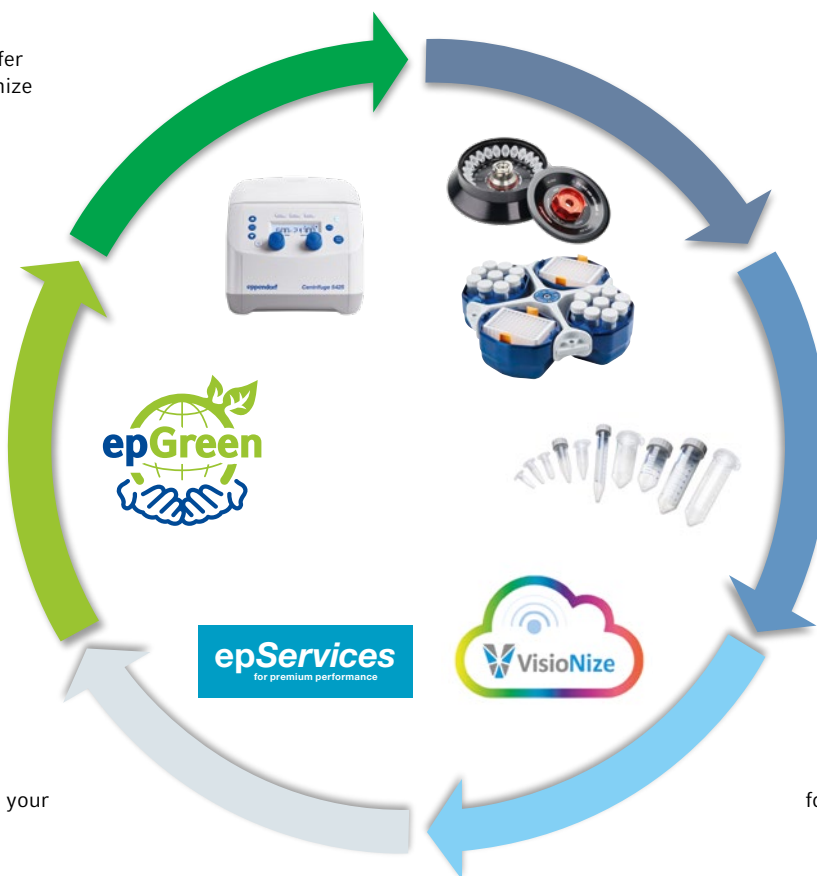 fer
nize
eppendorf
Centrifuge 5425
epGreen
epServices
for premium performance
VisioNize
your
fo